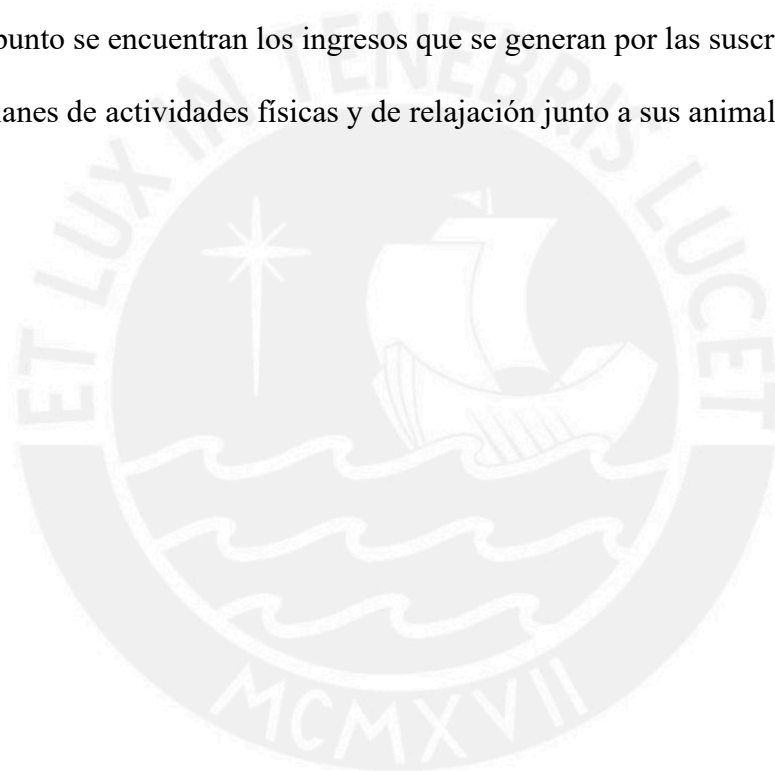 punto se encuentran los ingresos que se generan por las suscr
anes de actividades físicas y de relajación junto a sus animal
ET LUX IN TENEBRIS LUCET
MCMXVII